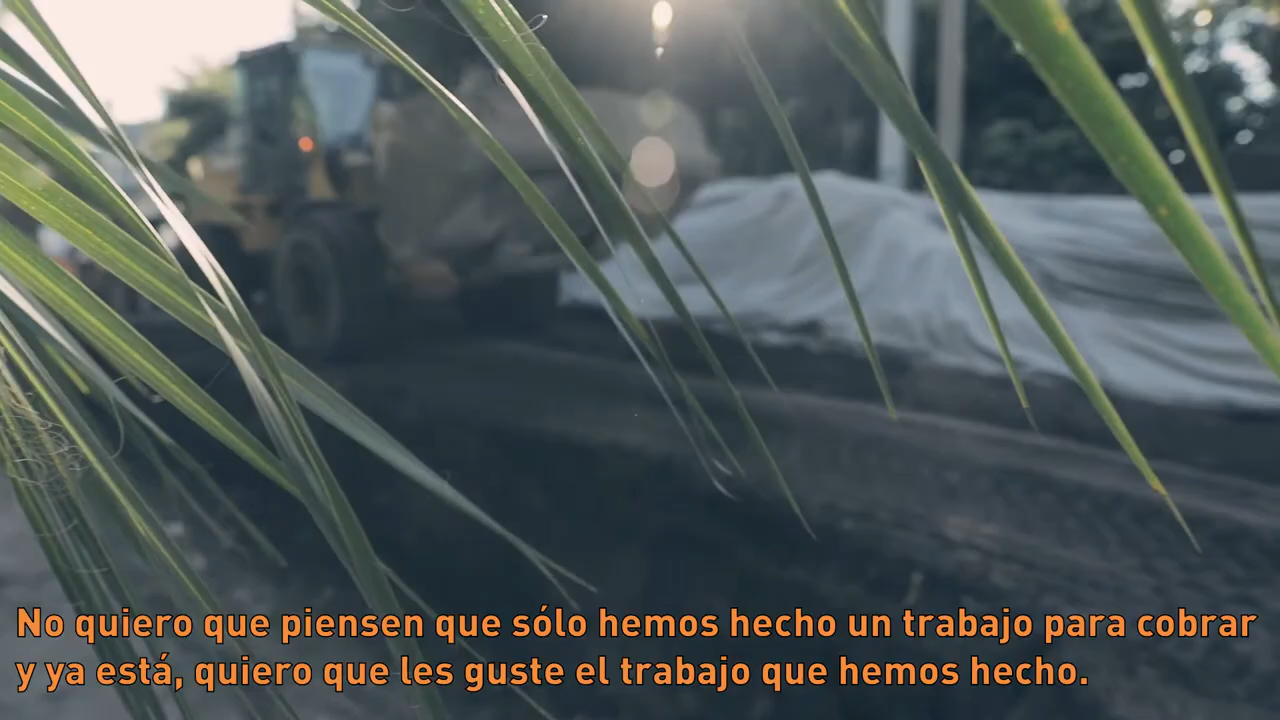 No quiero que piensen que sólo hemos hecho un trabajo para cobrar
y ya está, quiero que les guste el trabajo que hemos hecho.